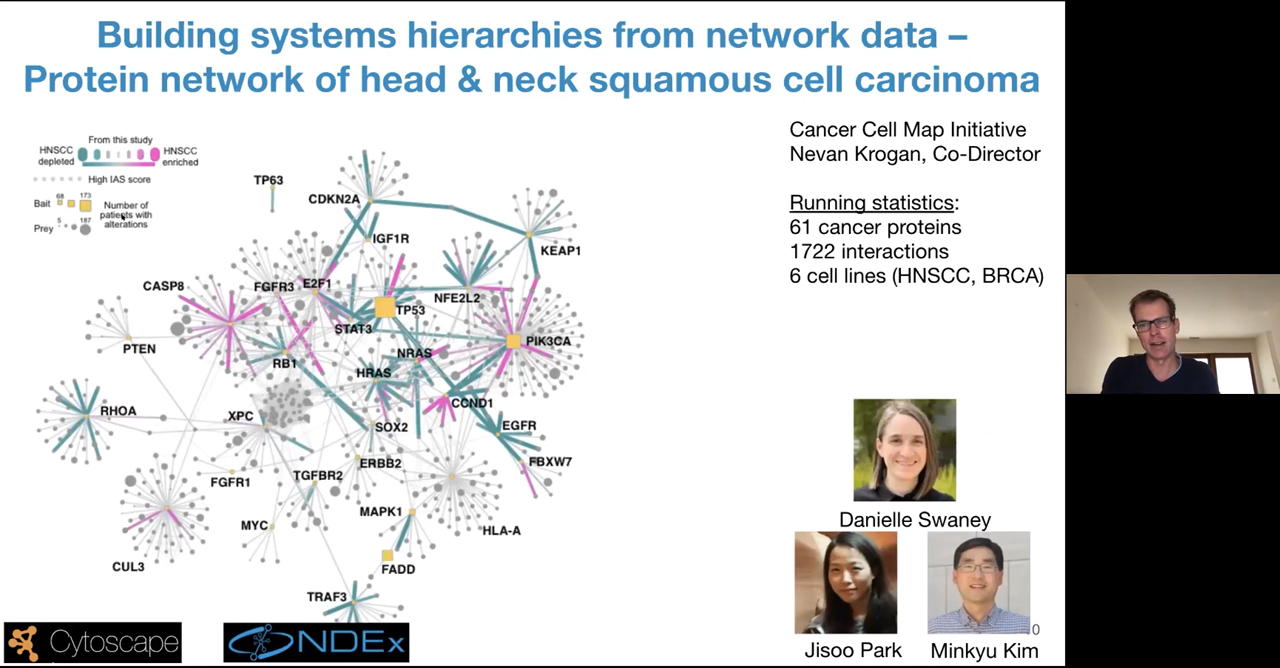 Building systems hierarchies from network data –
Protein network of head & neck squamous cell carcinoma
From this study
HNSCC depleted
HNSCC enriched
High IAS score
68
173
Bait
Number of patients with alterations
5
187
Prey
TP63
CDKN2A
IGF1R
KEAP1
CASP8
FGFR3
E2F1
NFE2L2
TP53
STAT3
PIK3CA
PTEN
NRAS
RB1
HRAS
CCND1
RHOA
XPC
SOX2
EGFR
ERBB2
FBXW7
FGFR1
TGFBR2
MAPK1
MYC
HLA-A
CUL3
FADD
TRAF3
Cytoscape
NDEx
Cancer Cell Map Initiative
Nevan Krogan, Co-Director
Running statistics:
61 cancer proteins
1722 interactions
6 cell lines (HNSCC, BRCA)
Danielle Swaney
Jisoo Park
Minkyu Kim